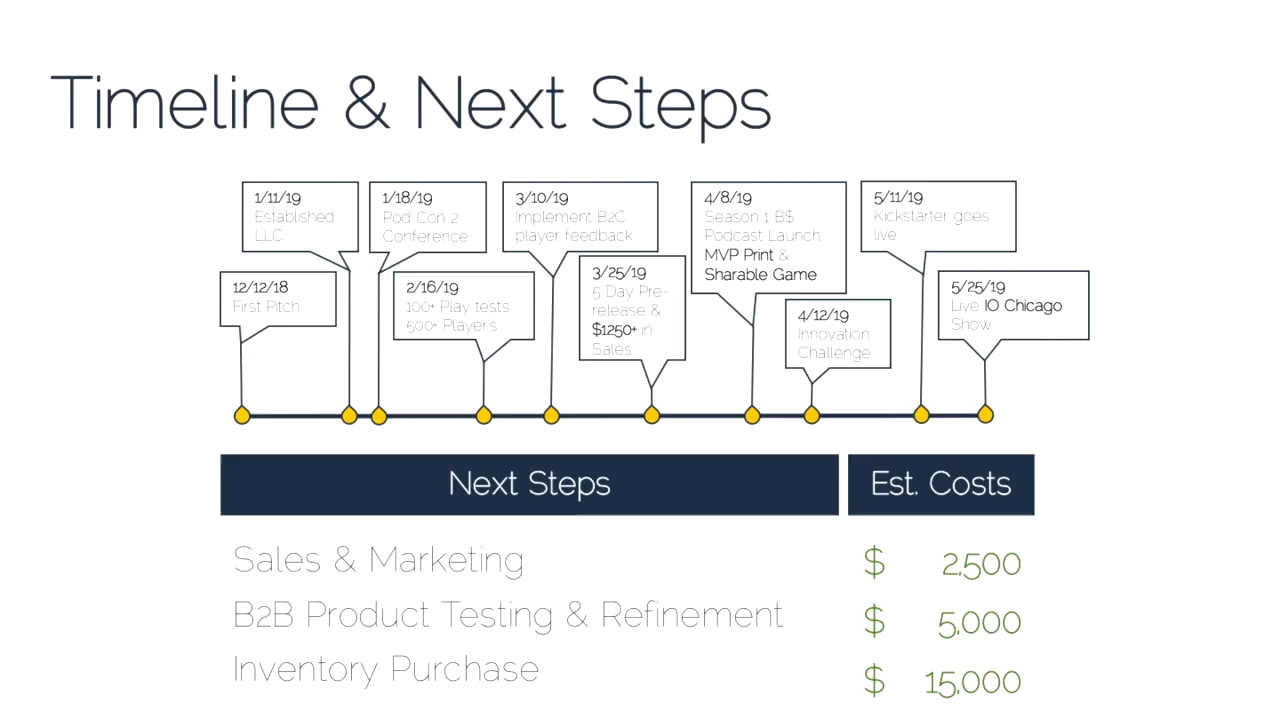 Timeline & Next Steps
1/11/19
Established
LLC
1/18/19
Pod Con 2
Conference
3/10/19
Implement B2C
player feedback
4/8/19
Season 1 B$
Podcast Launch,
MVP Print &
Sharable Game
5/11/19
Kickstarter goes
live
12/12/18
First Pitch
2/16/19
100+ Play tests
500+ Players
3/25/19
5 Day Pre-
release &
$1250+ in
Sales
4/12/19
Innovation
Challenge
5/25/19
Live IO Chicago
Show
Next Steps
Est. Costs
Sales & Marketing
$ 2,500
B2B Product Testing & Refinement
$ 5,000
Inventory Purchase
$ 15,000